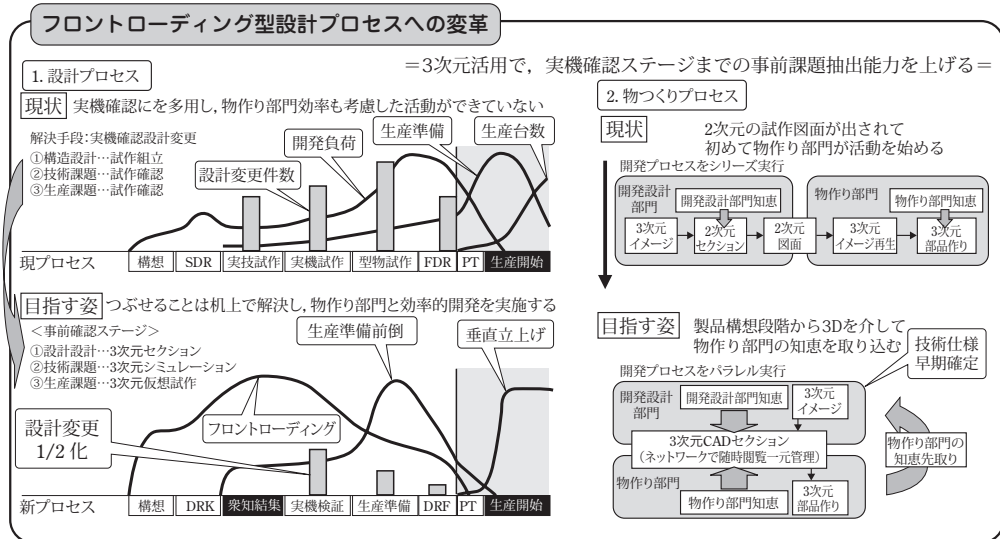 フロントローディング型設計プロセスへの変革
=3次元活用で，実機確認ステージまでの事前課題抽出能力を上げる=
1. 設計プロセス
現状 実機確認にを多用し，物作り部門効率も考慮した活動ができていない
解決手段：実機確認設計変更
①構造設計…試作組立
②技術課題…試作確認
③生産課題…試作確認
設計変更件数
開発負荷
生産準備
生産台数
現プロセス 構想 SDR 実技試作 実機試作 型物試作 FDR PT 生産開始
目指す姿 つぶせることは机上で解決し，物作り部門と効率的開発を実施する
＜事前確認ステージ＞
①設計設計…3次元セクション
②技術課題…3次元シミュレーション
③生産課題…3次元仮想試作
生産準備前倒
垂直立上げ
設計変更
1/2 化
フロントローディング
新プロセス 構想 DRK 衆知結集 実機検証 生産準備 DRF PT 生産開始
2. 物つくりプロセス
現状
2次元の試作図面が出されて
初めて物作り部門が活動を始める
開発プロセスをシリーズ実行
開発設計
部門
開発設計部門知恵
物作り部門
物作り部門知恵
3次元
イメージ
2次元
セクション
2次元
図面
3次元
イメージ再生
3次元
部品作り
目指す姿
製品構想段階から3Dを介して
物作り部門の知恵を取り込む
技術仕様
早期確定
開発プロセスをパラレル実行
開発設計
部門
開発設計部門知恵
3次元
イメージ
3次元CADセクション
（ネットワークで随時閲覧一元管理）
物作り部門の
知恵先取り
物作り部門
物作り部門知恵
3次元
部品作り